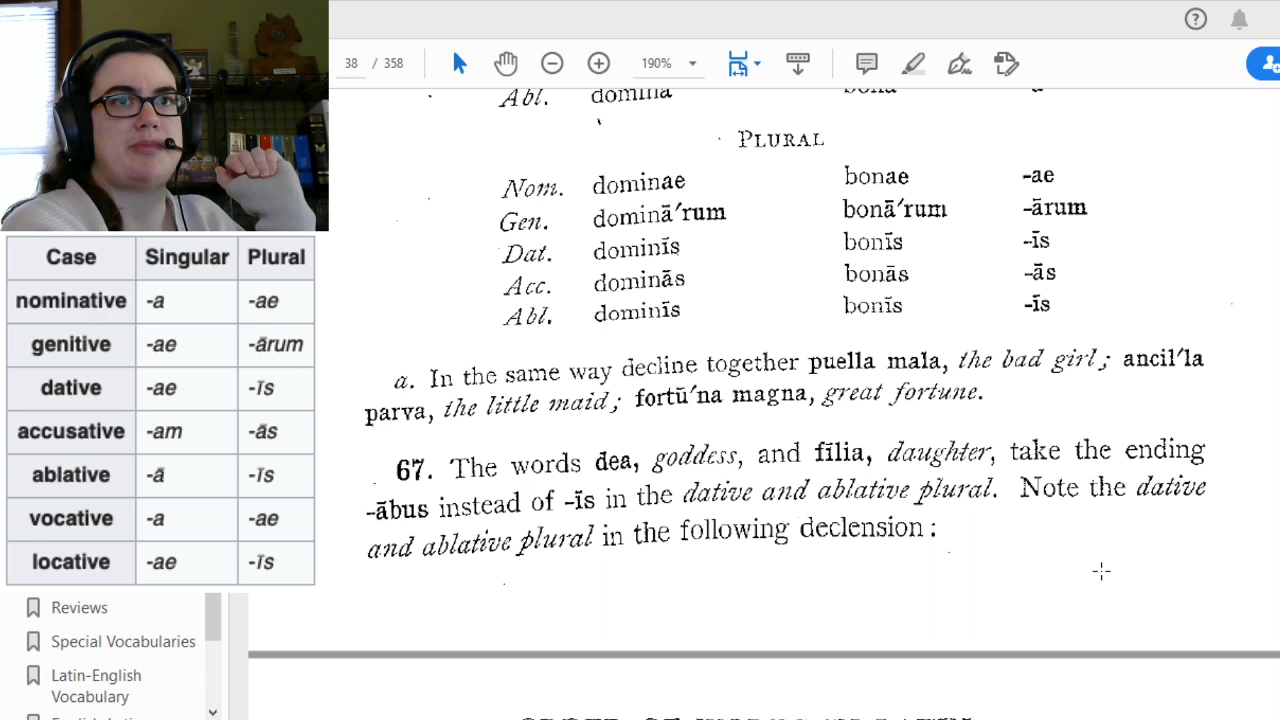 38 / 358
190%
Abl. dominā bonā -ā
PLURAL
Nom. dominae bonae -ae
Gen. dominā′rum bonā′rum -ārum
Dat. dominīs bonīs -īs
Acc. dominās bonās -ās
Abl. dominīs bonīs -īs
a. In the same way decline together puella mala, the bad girl; ancil′la
parva, the little maid; fortū′na magna, great fortune.
67. The words dea, goddess, and fīlia, daughter, take the ending
-ābus instead of -īs in the dative and ablative plural. Note the dative
and ablative plural in the following declension :
Case Singular Plural
nominative -a -ae
genitive -ae -ārum
dative -ae -īs
accusative -am -ās
ablative -ā -īs
vocative -a -ae
locative -ae -īs
Reviews
Special Vocabularies
Latin-English
Vocabulary